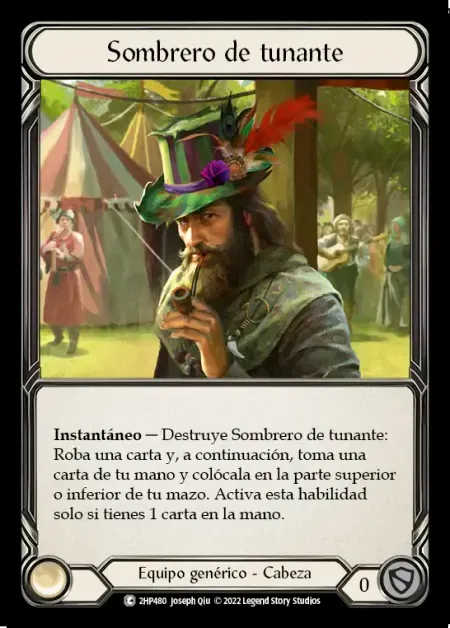 Sombrero de tunante
Instantáneo — Destruye Sombrero de tunante:
Roba una carta y, a continuación, toma una
carta de tu mano y colócala en la parte superior
o inferior de tu mazo. Activa esta habilidad
solo si tienes 1 carta en la mano.
Equipo genérico - Cabeza
0
C 2HP480 Joseph Qiu © 2022 Legend Story Studios